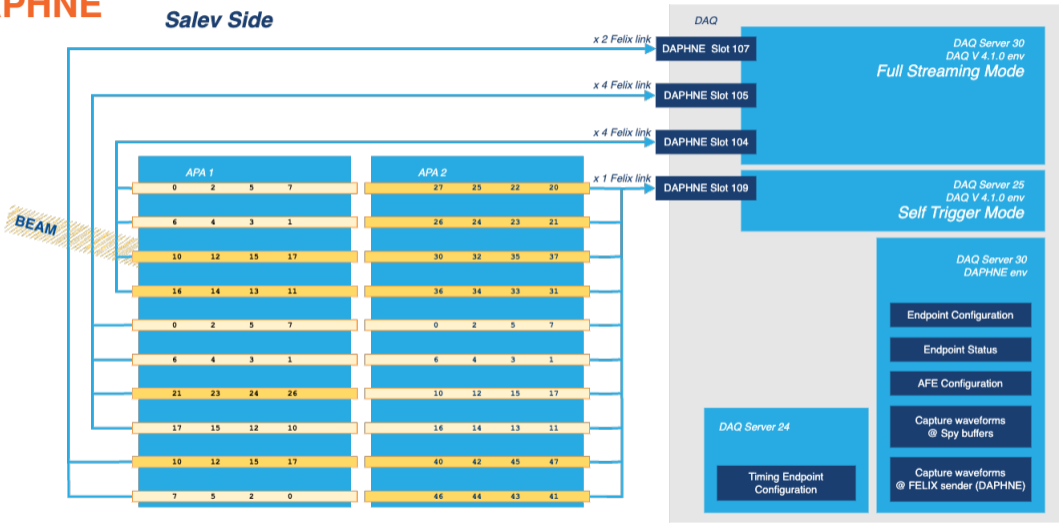 APHNE
Salev Side
DAQ
x 2 Felix link
DAPHNE Slot 107
DAQ Server 30
DAQ V 4.1.0 env
Full Streaming Mode
x 4 Felix link
DAPHNE Slot 105
x 4 Felix link
DAPHNE Slot 104
x 1 Felix link
DAPHNE Slot 109
DAQ Server 25
DAQ V 4.1.0 env
Self Trigger Mode
BEAM
APA 1
0 2 5 7
6 4 3 1
10 12 15 17
16 14 13 11
0 2 5 7
6 4 3 1
21 23 24 26
17 15 12 10
10 12 15 17
7 5 2 0
APA 2
27 25 22 20
26 24 23 21
30 32 35 37
36 34 33 31
0 2 5 7
6 4 3 1
10 12 15 17
16 14 13 11
40 42 45 47
46 44 43 41
DAQ Server 24
Timing Endpoint
Configuration
DAQ Server 30
DAPHNE env
Endpoint Configuration
Endpoint Status
AFE Configuration
Capture waveforms
@ Spy buffers
Capture waveforms
@ FELIX sender (DAPHNE)